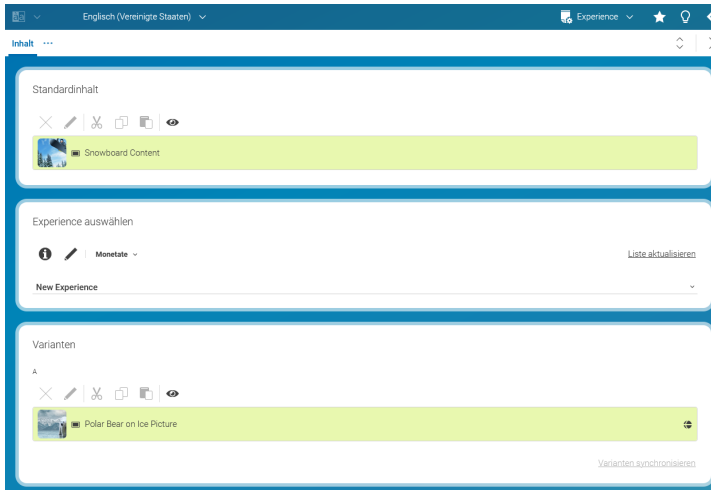 Englisch (Vereinigte Staaten)
Experience
Inhalt
Standardinhalt
Snowboard Content
Experience auswählen
Monetate
Liste aktualisieren
New Experience
Varianten
A
Polar Bear on Ice Picture
Varianten synchronisieren